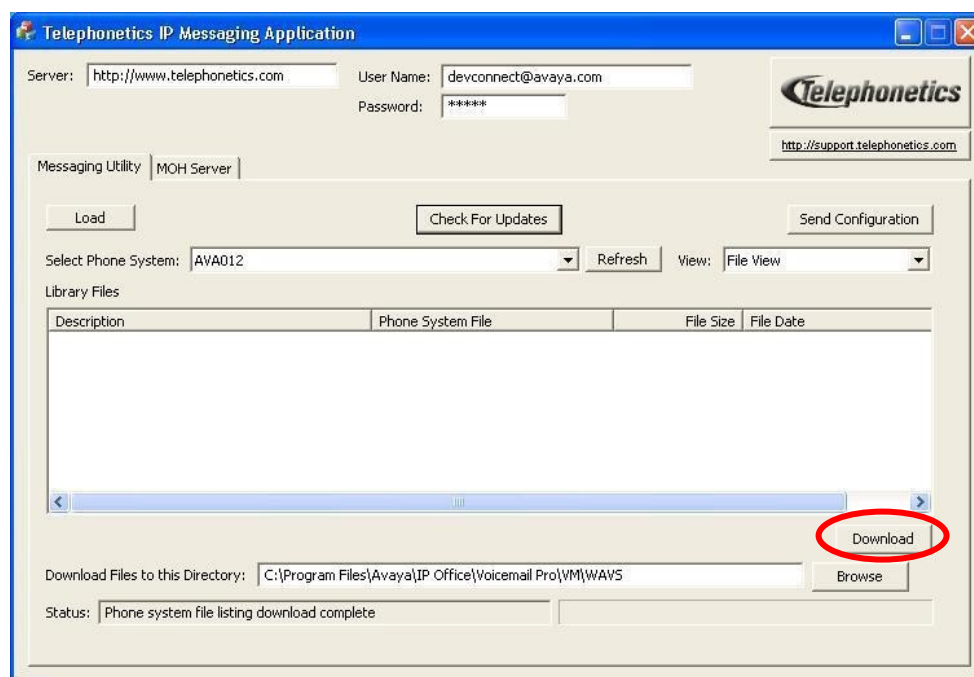 Telephonetics IP Messaging Application
Server: http://www.telephonetics.com User Name: devconnect@avaya.com
Password: *****
Telephonetics
http://support.telephonetics.com
Messaging Utility MOH Server
Load Check For Updates Send Configuration
Select Phone System: AVA012 Refresh View: File View
Library Files
Description Phone System File File Size File Date
Download
Download Files to this Directory: C:\Program Files\Avaya\IP Office\Voicemail Pro\VM\WAVS Browse
Status: Phone system file listing download complete